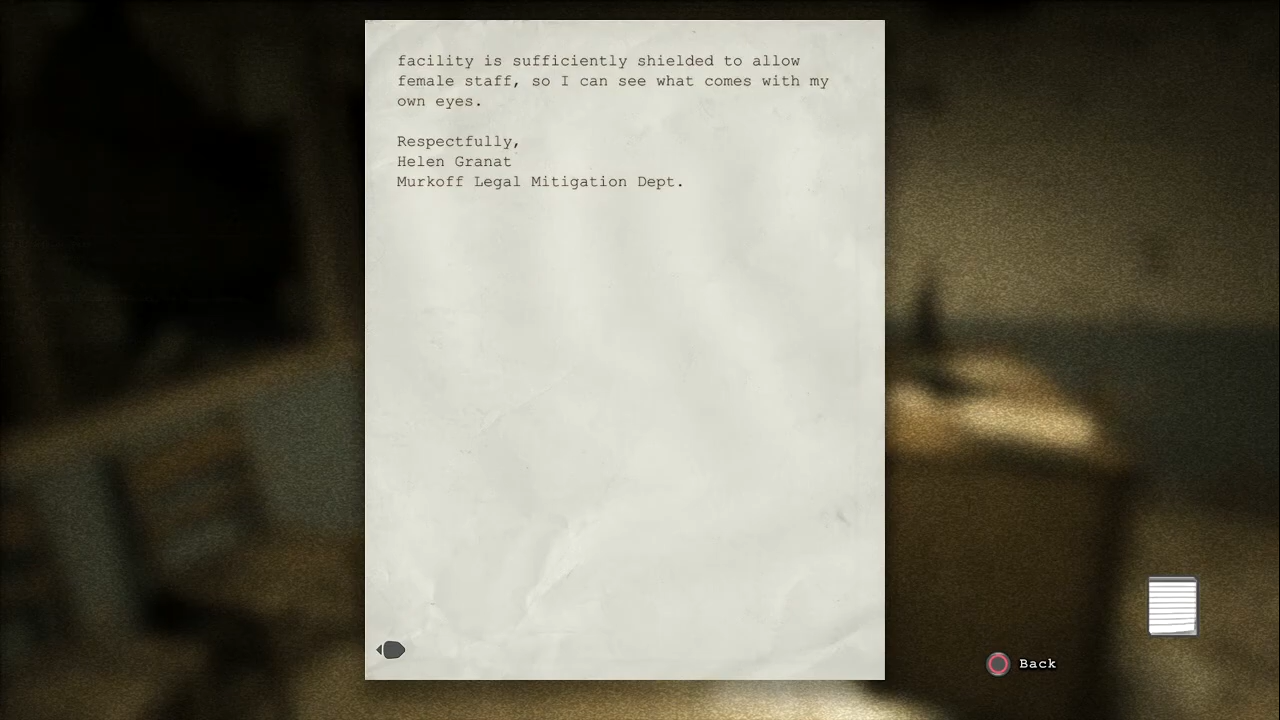 facility is sufficiently shielded to allow
female staff, so I can see what comes with my
own eyes.
Respectfully,
Helen Granat
Murkoff Legal Mitigation Dept.
Back